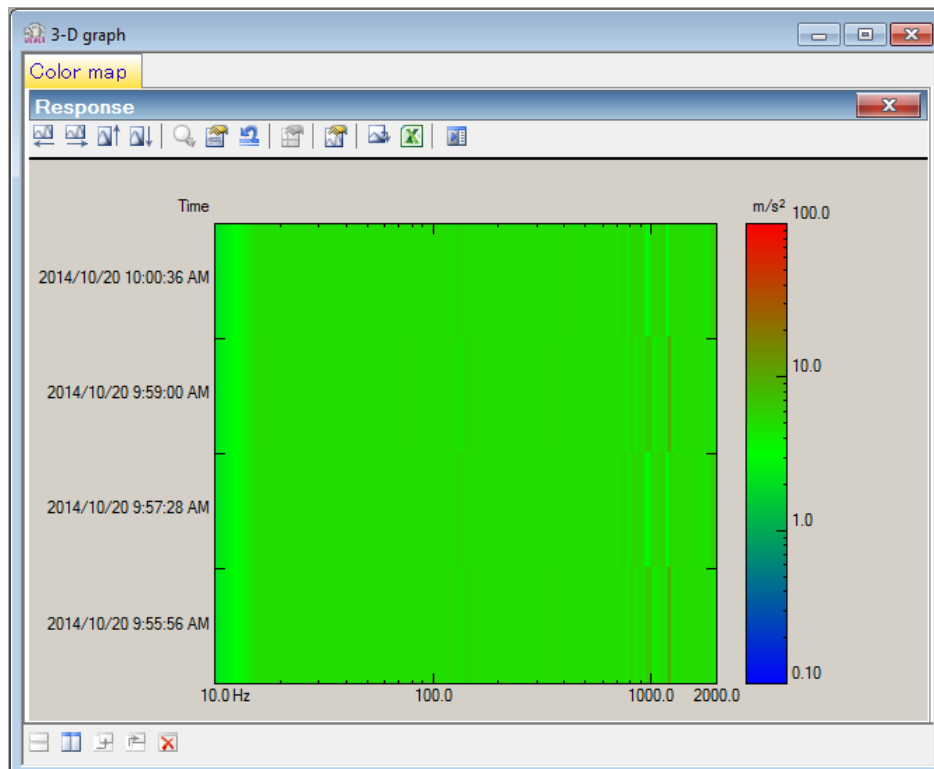 3-D graph
Color map
Response
Time
m/s² 100.0
2014/10/20 10:00:36 AM
10.0
2014/10/20 9:59:00 AM
2014/10/20 9:57:28 AM
1.0
2014/10/20 9:55:56 AM
0.10
10.0 Hz 100.0 1000.0 2000.0